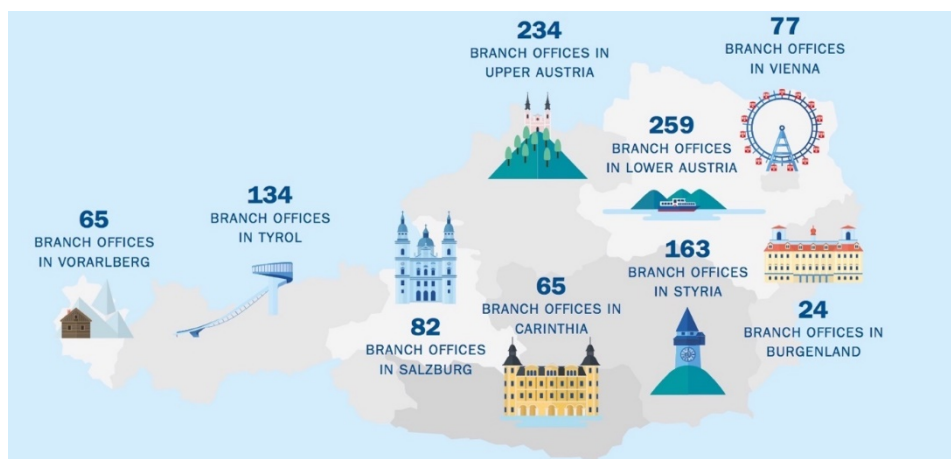 234
BRANCH OFFICES IN
UPPER AUSTRIA
77
BRANCH OFFICES
IN VIENNA
259
BRANCH OFFICES
IN LOWER AUSTRIA
134
BRANCH OFFICES
IN TYROL
65
BRANCH OFFICES
IN VORARLBERG
163
BRANCH OFFICES
IN STYRIA
65
BRANCH OFFICES IN
CARINTHIA
82
BRANCH OFFICES
IN SALZBURG
24
BRANCH OFFICES IN
BURGENLAND